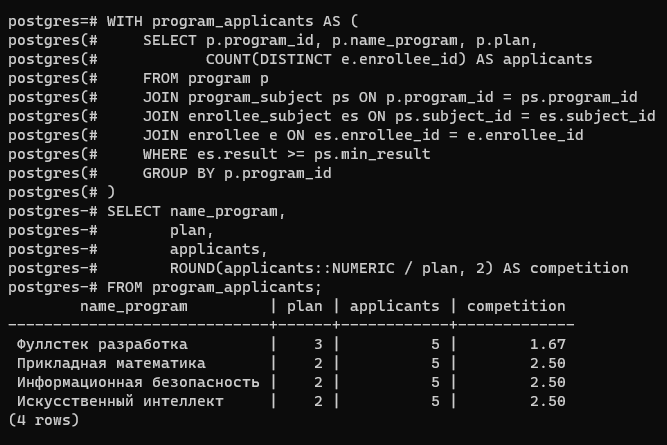 postgres=# WITH program_applicants AS (
postgres(#     SELECT p.program_id, p.name_program, p.plan,
postgres(#            COUNT(DISTINCT e.enrollee_id) AS applicants
postgres(#     FROM program p
postgres(#     JOIN program_subject ps ON p.program_id = ps.program_id
postgres(#     JOIN enrollee_subject es ON ps.subject_id = es.subject_id
postgres(#     JOIN enrollee e ON es.enrollee_id = e.enrollee_id
postgres(#     WHERE es.result >= ps.min_result
postgres(#     GROUP BY p.program_id
postgres(# )
postgres-# SELECT name_program,
postgres-#        plan,
postgres-#        applicants,
postgres-#        ROUND(applicants::NUMERIC / plan, 2) AS competition
postgres-# FROM program_applicants;
        name_program         | plan | applicants | competition
-----------------------------+------+------------+-------------
 Фуллстек разработка         |    3 |          5 |        1.67
 Прикладная математика       |    2 |          5 |        2.50
 Информационная безопасность |    2 |          5 |        2.50
 Искусственный интеллект     |    2 |          5 |        2.50
(4 rows)